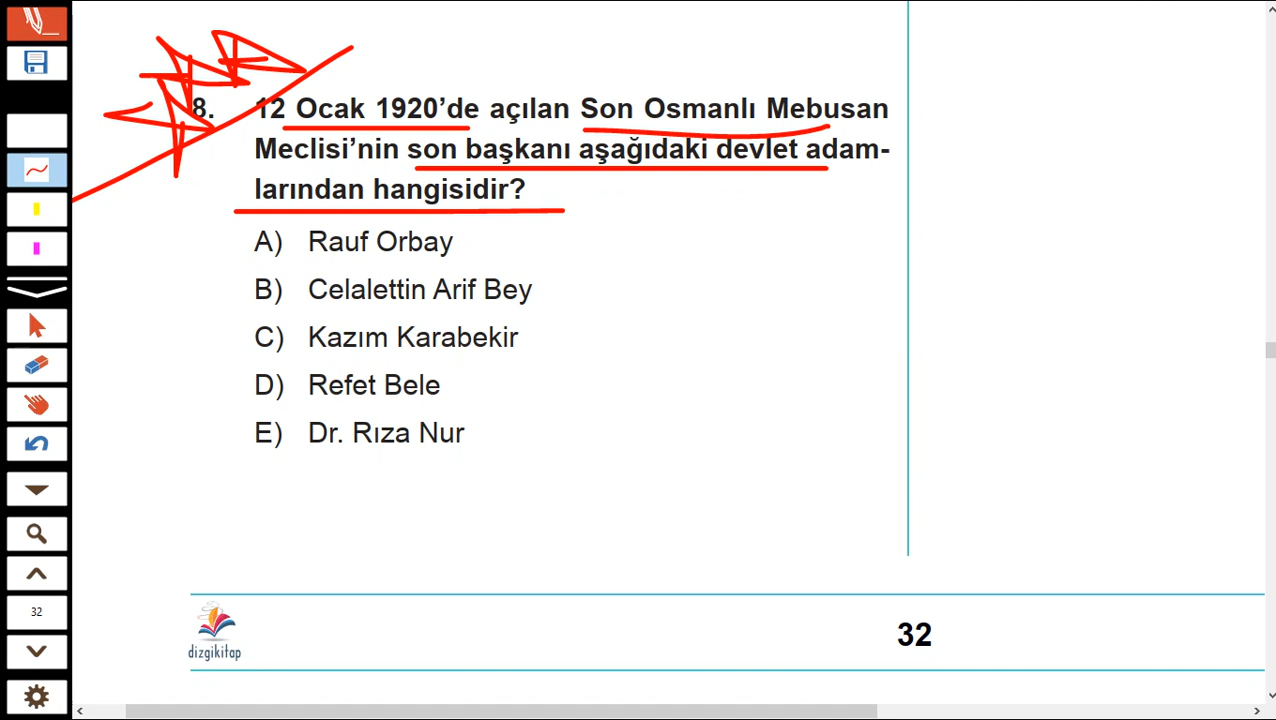 8. 12 Ocak 1920’de açılan Son Osmanlı Mebusan
Meclisi’nin son başkanı aşağıdaki devlet adam-
larından hangisidir?
A) Rauf Orbay
B) Celalettin Arif Bey
C) Kazım Karabekir
D) Refet Bele
E) Dr. Rıza Nur
32
dizgikitap
32